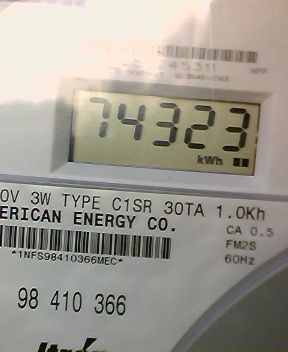 74323
kWh
0V 3W TYPE C1SR 30TA 1.0Kh
ERICAN ENERGY CO.
CA 0.5
FM2S
60Hz
*1NFS98410366MEC*
98 410 366
Itron